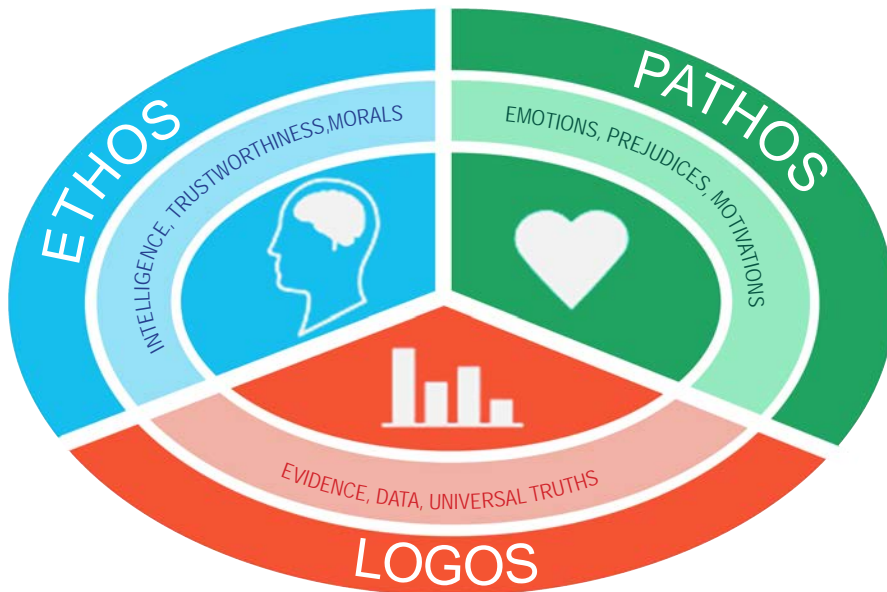 ETHOS
INTELLIGENCE, TRUSTWORTHINESS,MORALS
PATHOS
EMOTIONS, PREJUDICES, MOTIVATIONS
EVIDENCE, DATA, UNIVERSAL TRUTHS
LOGOS